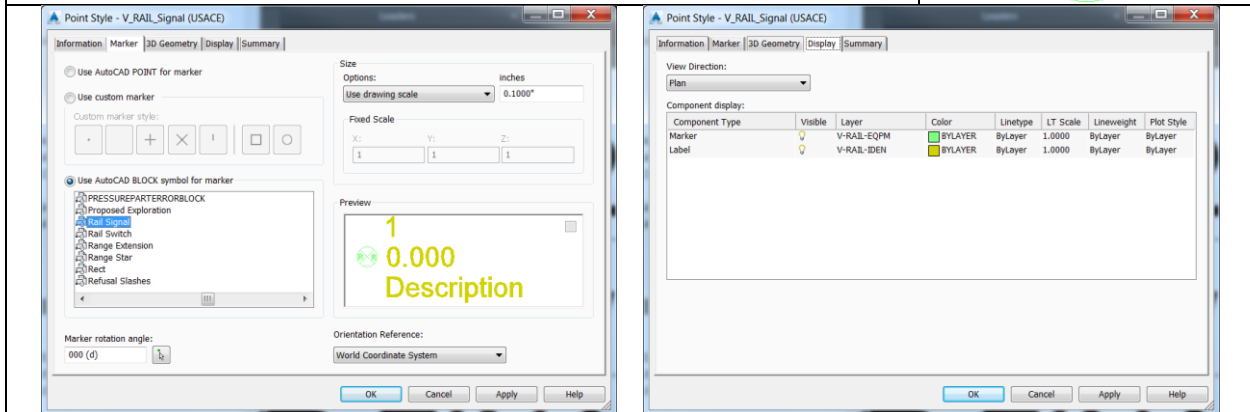 Point Style - V_RAIL_Signal (USACE)
Information Marker 3D Geometry Display Summary
Use AutoCAD POINT for marker
Use custom marker
Custom marker style:
Use AutoCAD BLOCK symbol for marker
PRESSUREPARTERRORBLOCK
Proposed Exploration
Rail Signal
Rail Switch
Range Extension
Range Star
Rect
Refusal Slashes
Marker rotation angle:
000 (d)
Size
Options: inches
Use drawing scale 0.1000"
Fixed Scale
X: Y: Z:
1 1 1
Preview
1
R R 0.000
Description
Orientation Reference:
World Coordinate System
OK Cancel Apply Help
Point Style - V_RAIL_Signal (USACE)
Information Marker 3D Geometry Display Summary
View Direction:
Plan
Component display:
Component Type Visible Layer Color Linetype LT Scale Lineweight Plot Style
Marker V-RAIL-EQPM BYLAYER ByLayer 1.0000 ByLayer ByLayer
Label V-RAIL-IDEN BYLAYER ByLayer 1.0000 ByLayer ByLayer
OK Cancel Apply Help